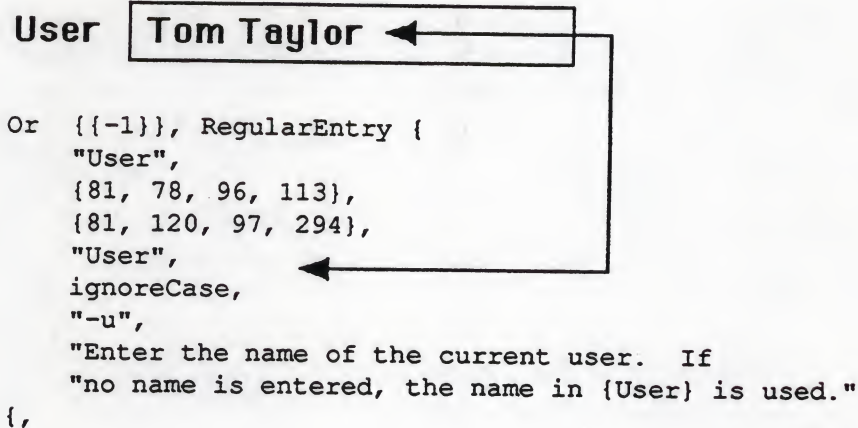 User Tom Taylor
Or {{-1}}, RegularEntry {
"User",
{81, 78, 96, 113},
{81, 120, 97, 294},
"User",
ignoreCase,
"-u",
"Enter the name of the current user. If
"no name is entered, the name in {User} is used."
{,